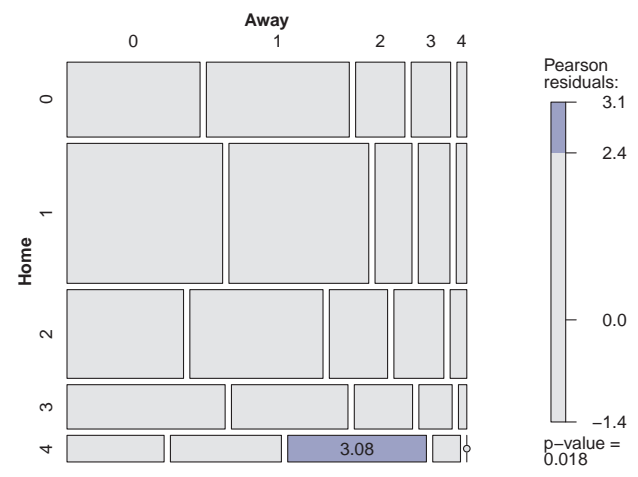 Away
0 1 2 3 4
Home
0
1
2
3
4
3.08
Pearson
residuals:
3.1
2.4
0.0
−1.4
p−value =
0.018